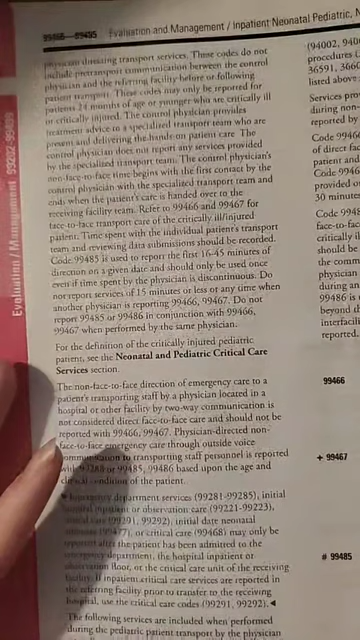 99466—99485 Evaluation and Management / Inpatient Neonatal Pediatric, N
Evaluation / Management 99202-99499
physician directing transport services. These codes do not
include pretransport communication between the control
physician and the referring facility before or following
patient transport. These codes may only be reported for
patients 24 months of age or younger who are critically ill
or critically injured. The control physician provides
treatment advice to a specialized transport team who are
present and delivering the hands-on patient care. The
control physician does not report any services provided
by the specialized transport team. The control physician's
non-face-to-face time begins with the first contact by the
control physician with the specialized transport team and
ends when the patient's care is handed over to the
receiving facility team. Refer to 99466 and 99467 for
face-to-face transport care of the critically ill/injured
patient. Time spent with the individual patient's transport
team and reviewing data submissions should be recorded.
Code 99485 is used to report the first 16-45 minutes of
direction on a given date and should only be used once
even if time spent by the physician is discontinuous. Do
not report services of 15 minutes or less or any time when
another physician is reporting 99466, 99467. Do not
report 99485 or 99486 in conjunction with 99466,
99467 when performed by the same physician.
For the definition of the critically injured pediatric
patient, see the Neonatal and Pediatric Critical Care
Services section.
The non-face-to-face direction of emergency care to a
patient's transporting staff by a physician located in a
hospital or other facility by two-way communication is
not considered direct face-to-face care and should not be
reported with 99466, 99467. Physician-directed non-
face-to-face emergency care through outside voice
communication to transporting staff personnel is reported
with 99288 or 99485, 99486 based upon the age and
clinical condition of the patient.
department services (99281-99285), initial
inpatient or observation care (99221-99223),
care (99291, 99292), initial date neonatal
(99477), or critical care (99468) may only be
after the patient has been admitted to the
department, the hospital inpatient or
observation floor, or the critical care unit of the receiving
facility. If inpatient critical care services are reported in
the referring facility prior to transfer to the receiving
hospital, use the critical care codes (99291, 99292).◄
The following services are included when performed
during the pediatric patient transport by the physician
(94002, 940
procedures (
36591, 3660
listed above
Services pro
during non-
reported by
Code 99466
of direct fac
patient and
Code 9946
provided o
30 minutes
Code 9948
face-to-fac
critically i
should be
the comm
physician
during an
99486 is
beyond th
interfacili
reported.
99466
+ 99467
# 99485